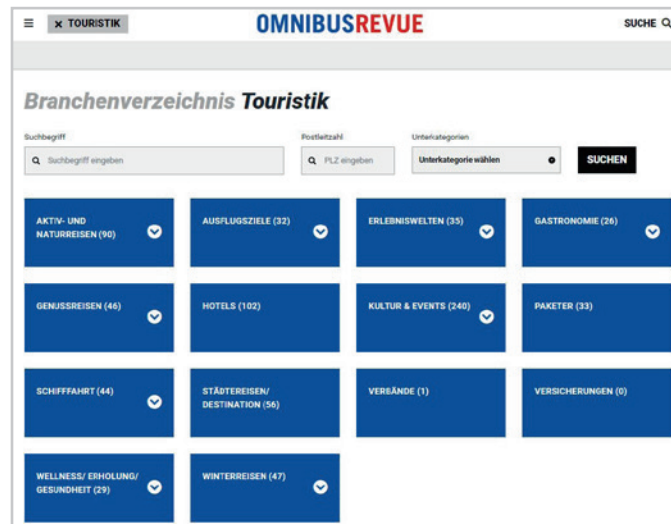 × TOURISTIK
OMNIBUSREVUE
SUCHE
Branchenverzeichnis Touristik
Suchbegriff
Postleitzahl
Unterkategorien
Suchbegriff eingeben
PLZ eingeben
Unterkategorie wählen
SUCHEN
AKTIV- UND
NATURREISEN (90)
AUSFLUGSZIELE (32)
ERLEBNISWELTEN (35)
GASTRONOMIE (26)
GENUSSREISEN (46)
HOTELS (102)
KULTUR & EVENTS (240)
PAKETER (33)
SCHIFFFAHRT (44)
STÄDTEREISEN/
DESTINATION (56)
VERBÄNDE (1)
VERSICHERUNGEN (0)
WELLNESS/ ERHOLUNG/
GESUNDHEIT (29)
WINTERREISEN (47)